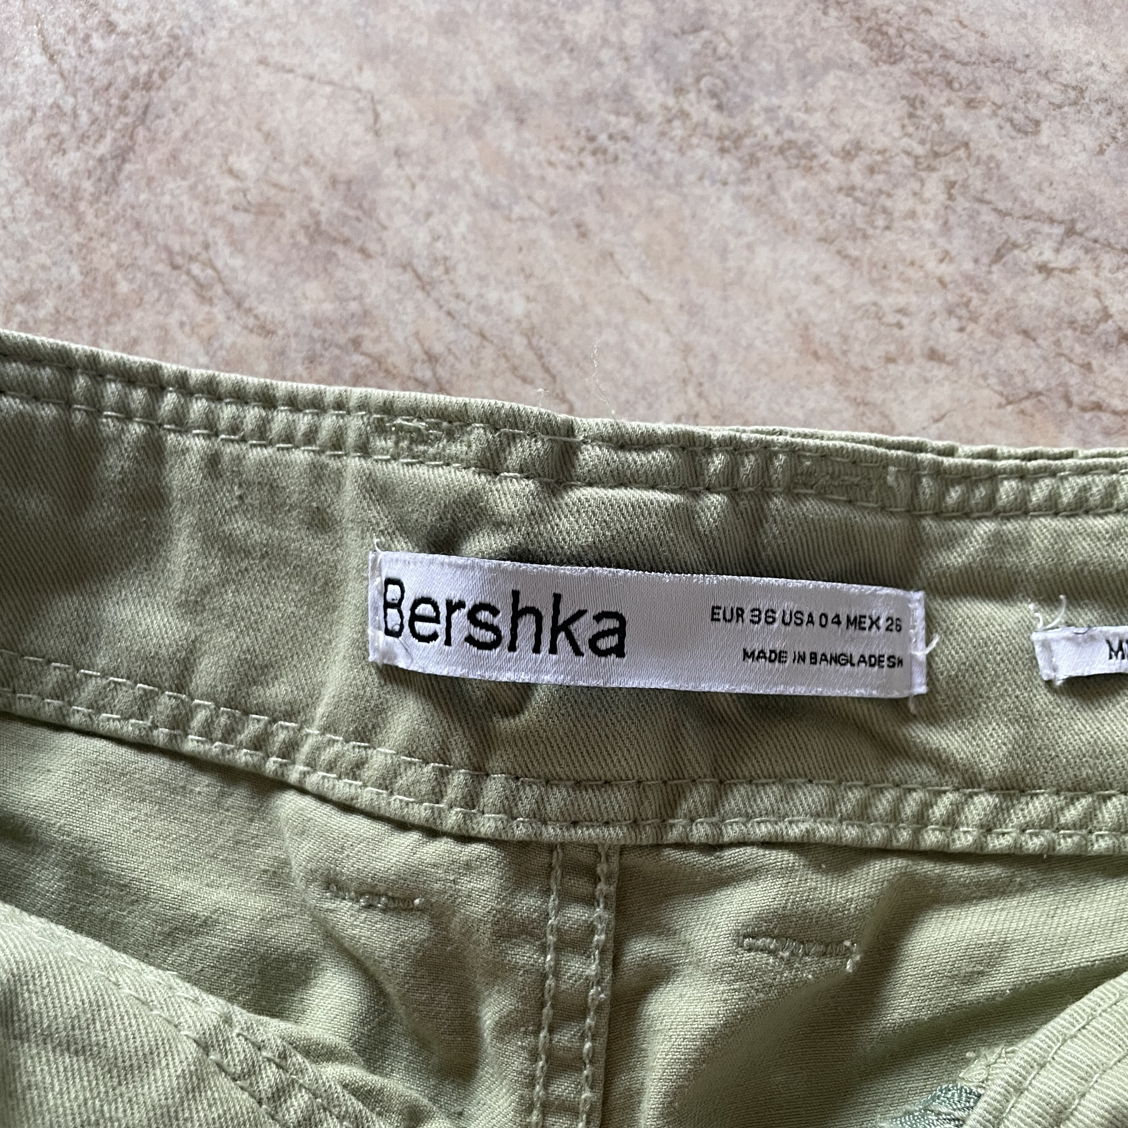 Bershka
EUR 36 USA 04 MEX 26
MADE IN BANGLADESH